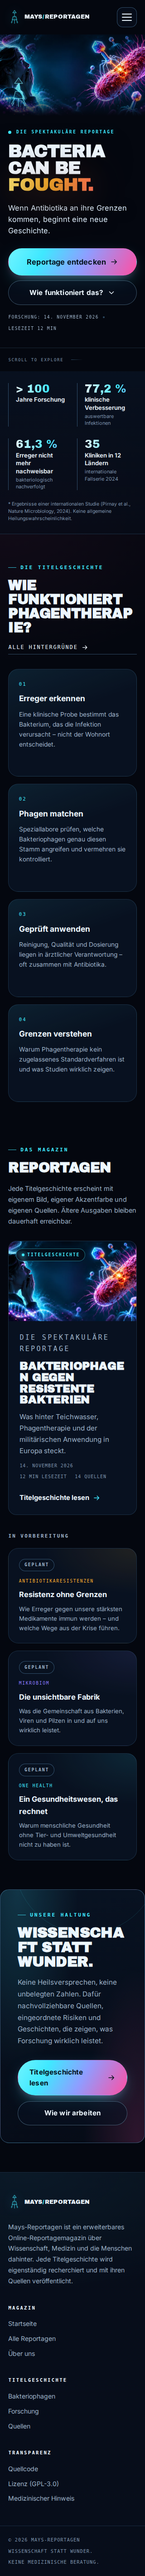 MAYS/REPORTAGEN
DIE SPEKTAKULÄRE REPORTAGE
BACTERIA
CAN BE
FOUGHT.
Wenn Antibiotika an ihre Grenzen
kommen, beginnt eine neue
Geschichte.
Reportage entdecken →
Wie funktioniert das?
FORSCHUNG: 14. NOVEMBER 2026 ·
LESEZEIT 12 MIN
SCROLL TO EXPLORE
> 100
Jahre Forschung
77,2 %
klinische
Verbesserung
auswertbare
Infektionen
61,3 %
Erreger nicht
mehr
nachweisbar
bakteriologisch
nachverfolgt
35
Kliniken in 12
Ländern
internationale
Fallserie 2024
* Ergebnisse einer internationalen Studie (Pirnay et al.,
Nature Microbiology, 2024). Keine allgemeine
Heilungswahrscheinlichkeit.
DIE TITELGESCHICHTE
WIE
FUNKTIONIERT
PHAGENTHERAP
IE?
ALLE HINTERGRÜNDE →
01
Erreger erkennen
Eine klinische Probe bestimmt das
Bakterium, das die Infektion
verursacht – nicht der Wohnort
entscheidet.
02
Phagen matchen
Speziallabore prüfen, welche
Bakteriophagen genau diesen
Stamm angreifen und vermehren sie
kontrolliert.
03
Geprüft anwenden
Reinigung, Qualität und Dosierung
liegen in ärztlicher Verantwortung –
oft zusammen mit Antibiotika.
04
Grenzen verstehen
Warum Phagentherapie kein
zugelassenes Standardverfahren ist
und was Studien wirklich zeigen.
DAS MAGAZIN
REPORTAGEN
Jede Titelgeschichte erscheint mit
eigenem Bild, eigener Akzentfarbe und
eigenen Quellen. Ältere Ausgaben bleiben
dauerhaft erreichbar.
TITELGESCHICHTE
DIE SPEKTAKULÄRE
REPORTAGE
BAKTERIOPHAGE
N GEGEN
RESISTENTE
BAKTERIEN
Was hinter Teichwasser,
Phagentherapie und der
militärischen Anwendung in
Europa steckt.
14. NOVEMBER 2026
12 MIN LESEZEIT 14 QUELLEN
Titelgeschichte lesen →
IN VORBEREITUNG
GEPLANT
ANTIBIOTIKARESISTENZEN
Resistenz ohne Grenzen
Wie Erreger gegen unsere stärksten
Medikamente immun werden – und
welche Wege aus der Krise führen.
GEPLANT
MIKROBIOM
Die unsichtbare Fabrik
Was die Gemeinschaft aus Bakterien,
Viren und Pilzen in und auf uns
wirklich leistet.
GEPLANT
ONE HEALTH
Ein Gesundheitswesen, das
rechnet
Warum menschliche Gesundheit
ohne Tier- und Umweltgesundheit
nicht zu haben ist.
UNSERE HALTUNG
WISSENSCHA
FT STATT
WUNDER.
Keine Heilsversprechen, keine
unbelegten Zahlen. Dafür
nachvollziehbare Quellen,
eingeordnete Risiken und
Geschichten, die zeigen, was
Forschung wirklich leistet.
Titelgeschichte
lesen →
Wie wir arbeiten
MAYS/REPORTAGEN
Mays-Reportagen ist ein erweiterbares
Online-Reportagemagazin über
Wissenschaft, Medizin und die Menschen
dahinter. Jede Titelgeschichte wird
eigenständig recherchiert und mit ihren
Quellen veröffentlicht.
MAGAZIN
Startseite
Alle Reportagen
Über uns
TITELGESCHICHTE
Bakteriophagen
Forschung
Quellen
TRANSPARENZ
Quellcode
Lizenz (GPL-3.0)
Medizinischer Hinweis
© 2026 MAYS-REPORTAGEN
WISSENSCHAFT STATT WUNDER.
KEINE MEDIZINISCHE BERATUNG.